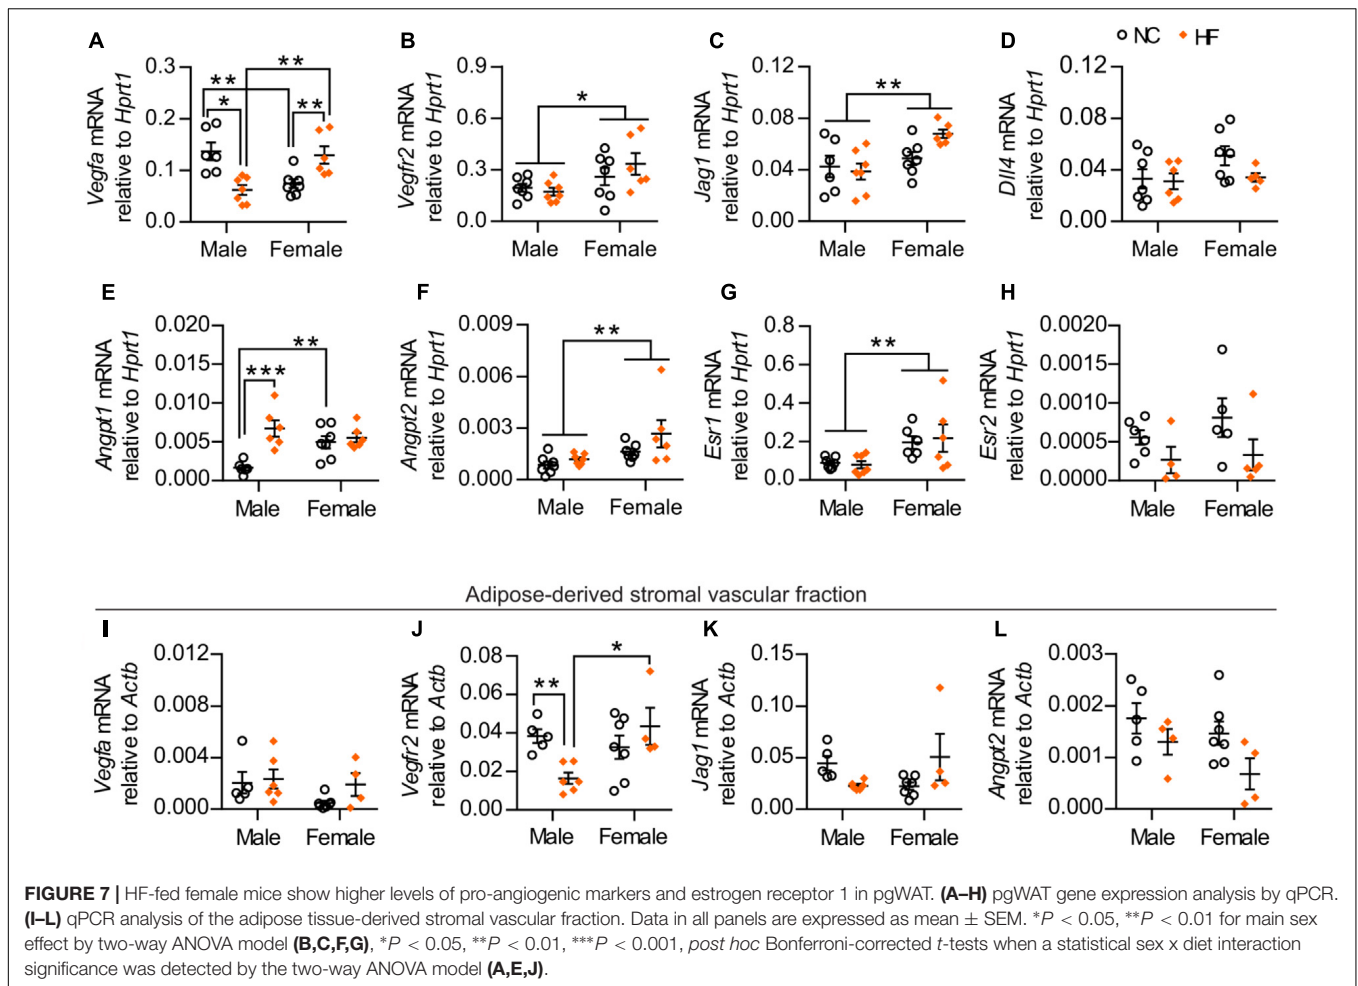 A
B
C
D
NC HF
Vegfa mRNA
relative to Hprt1
0.3
0.2
0.1
0.0
** ** * **
Male Female
Vegfr2 mRNA
relative to Hprt1
0.9
0.6
0.3
0.0
*
Male Female
Jag1 mRNA
relative to Hprt1
0.12
0.08
0.04
0.00
**
Male Female
Dll4 mRNA
relative to Hprt1
0.12
0.08
0.04
0.00
Male Female
E
F
G
H
Angpt1 mRNA
relative to Hprt1
0.020
0.015
0.010
0.005
0.000
** ***
Male Female
Angpt2 mRNA
relative to Hprt1
0.009
0.006
0.003
0.000
**
Male Female
Esr1 mRNA
relative to Hprt1
0.8
0.6
0.4
0.2
0.0
**
Male Female
Esr2 mRNA
relative to Hprt1
0.0020
0.0015
0.0010
0.0005
0.0000
Male Female
Adipose-derived stromal vascular fraction
I
J
K
L
Vegfa mRNA
relative to Actb
0.012
0.008
0.004
0.000
Male Female
Vegfr2 mRNA
relative to Actb
0.08
0.06
0.04
0.02
0.00
** *
Male Female
Jag1 mRNA
relative to Actb
0.15
0.10
0.05
0.00
Male Female
Angpt2 mRNA
relative to Actb
0.003
0.002
0.001
0.000
Male Female
FIGURE 7 | HF-fed female mice show higher levels of pro-angiogenic markers and estrogen receptor 1 in pgWAT. (A–H) pgWAT gene expression analysis by qPCR.
(I–L) qPCR analysis of the adipose tissue-derived stromal vascular fraction. Data in all panels are expressed as mean ± SEM. *P < 0.05, **P < 0.01 for main sex
effect by two-way ANOVA model (B,C,F,G), *P < 0.05, **P < 0.01, ***P < 0.001, post hoc Bonferroni-corrected t-tests when a statistical sex x diet interaction
significance was detected by the two-way ANOVA model (A,E,J).